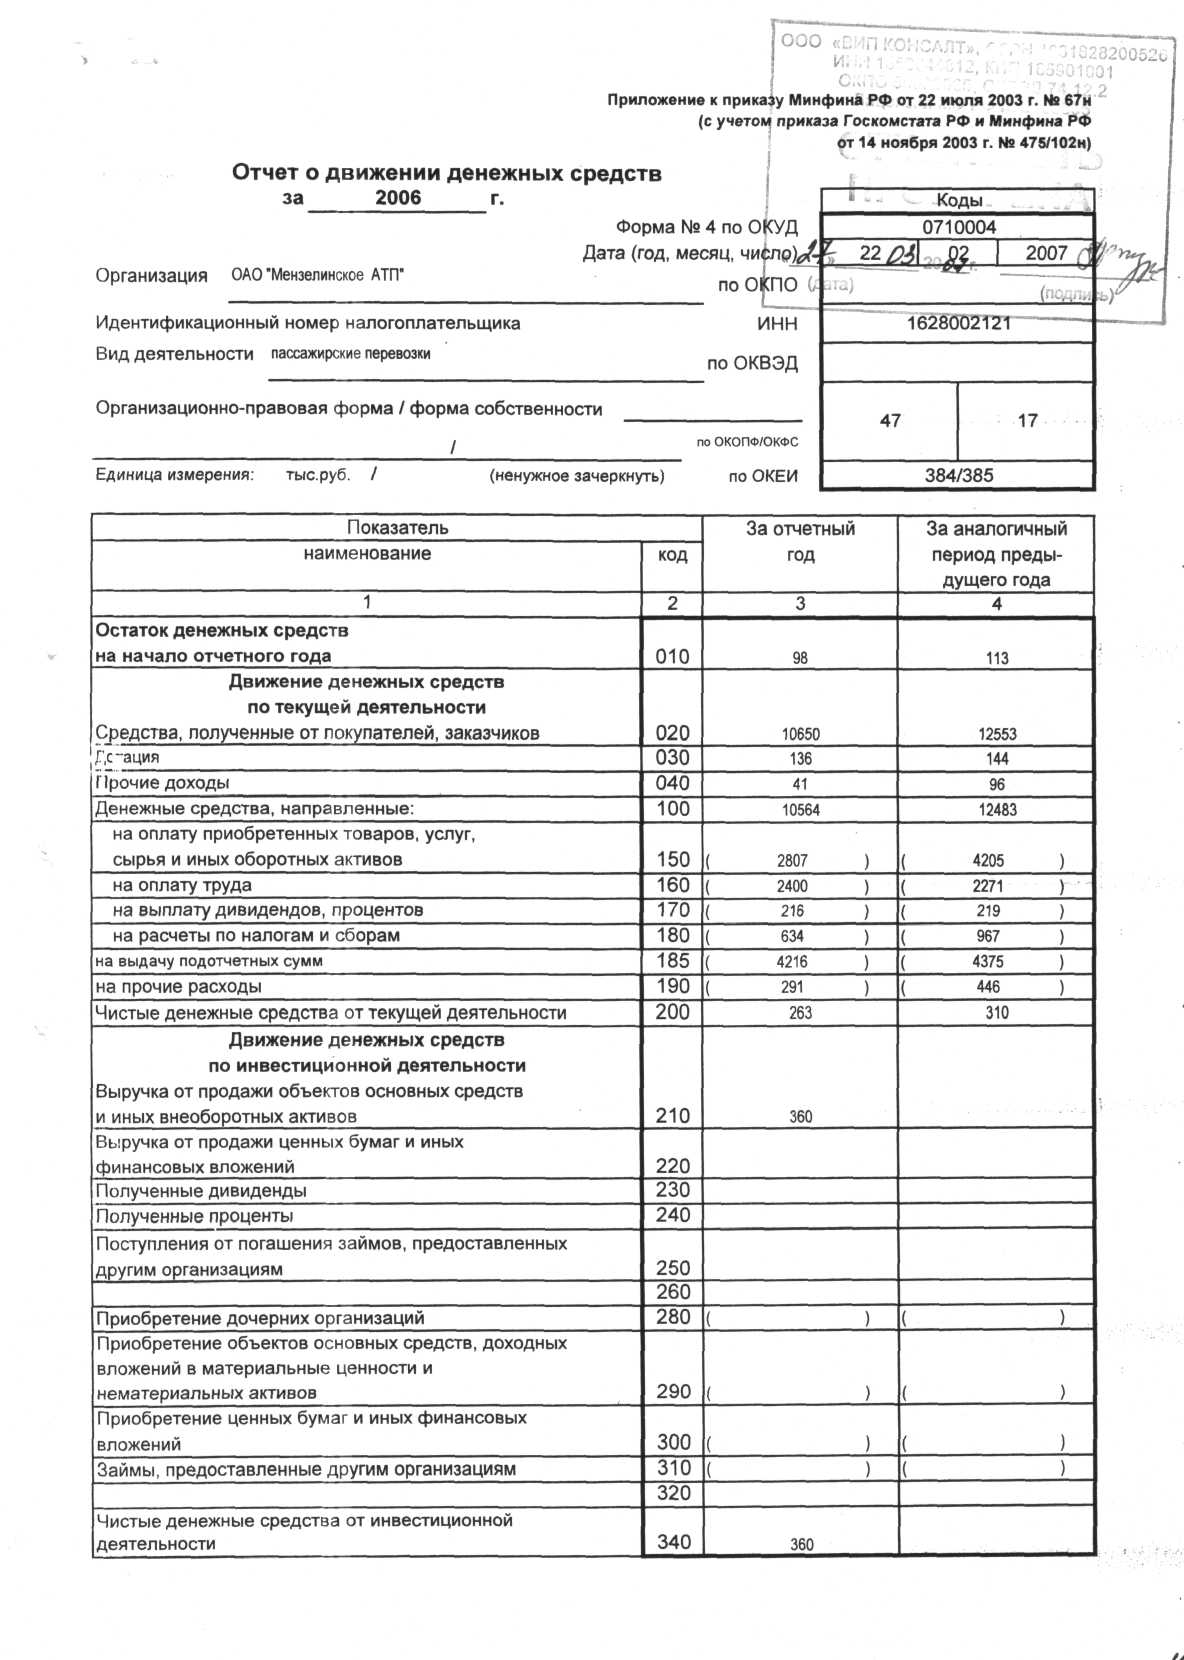 ООО «ВИП КОНСАЛТ»,
Приложение к приказу Минфина РФ от 22 июля 2003 г. № 67н
(с учетом приказа Госкомстата РФ и Минфина РФ
от 14 ноября 2003 г. № 475/102н)
Отчет о движении денежных средств
за 2006 г.
Коды
Форма № 4 по ОКУД 0710004
Дата (год, месяц, число) 27 22 03 02 2007
(дата) (подпись)
Организация ОАО "Мензелинское АТП" по ОКПО
Идентификационный номер налогоплательщика ИНН 1628002121
Вид деятельности пассажирские перевозки по ОКВЭД
Организационно-правовая форма / форма собственности 47 17
/ по ОКОПФ/ОКФС
Единица измерения: тыс.руб. / (ненужное зачеркнуть) по ОКЕИ 384/385
Показатель За отчетный За аналогичный
наименование код год период преды-
дущего года
1 2 3 4
Остаток денежных средств
на начало отчетного года 010 98 113
Движение денежных средств
по текущей деятельности
Средства, полученные от покупателей, заказчиков 020 10650 12553
Дотация 030 136 144
Прочие доходы 040 41 96
Денежные средства, направленные: 100 10564 12483
на оплату приобретенных товаров, услуг,
сырья и иных оборотных активов 150 ( 2807 ) ( 4205 )
на оплату труда 160 ( 2400 ) ( 2271 )
на выплату дивидендов, процентов 170 ( 216 ) ( 219 )
на расчеты по налогам и сборам 180 ( 634 ) ( 967 )
на выдачу подотчетных сумм 185 ( 4216 ) ( 4375 )
на прочие расходы 190 ( 291 ) ( 446 )
Чистые денежные средства от текущей деятельности 200 263 310
Движение денежных средств
по инвестиционной деятельности
Выручка от продажи объектов основных средств
и иных внеоборотных активов 210 360
Выручка от продажи ценных бумаг и иных
финансовых вложений 220
Полученные дивиденды 230
Полученные проценты 240
Поступления от погашения займов, предоставленных
другим организациям 250
260
Приобретение дочерних организаций 280 ( ) ( )
Приобретение объектов основных средств, доходных
вложений в материальные ценности и
нематериальных активов 290 ( ) ( )
Приобретение ценных бумаг и иных финансовых
вложений 300 ( ) ( )
Займы, предоставленные другим организациям 310 ( ) ( )
320
Чистые денежные средства от инвестиционной
деятельности 340 360